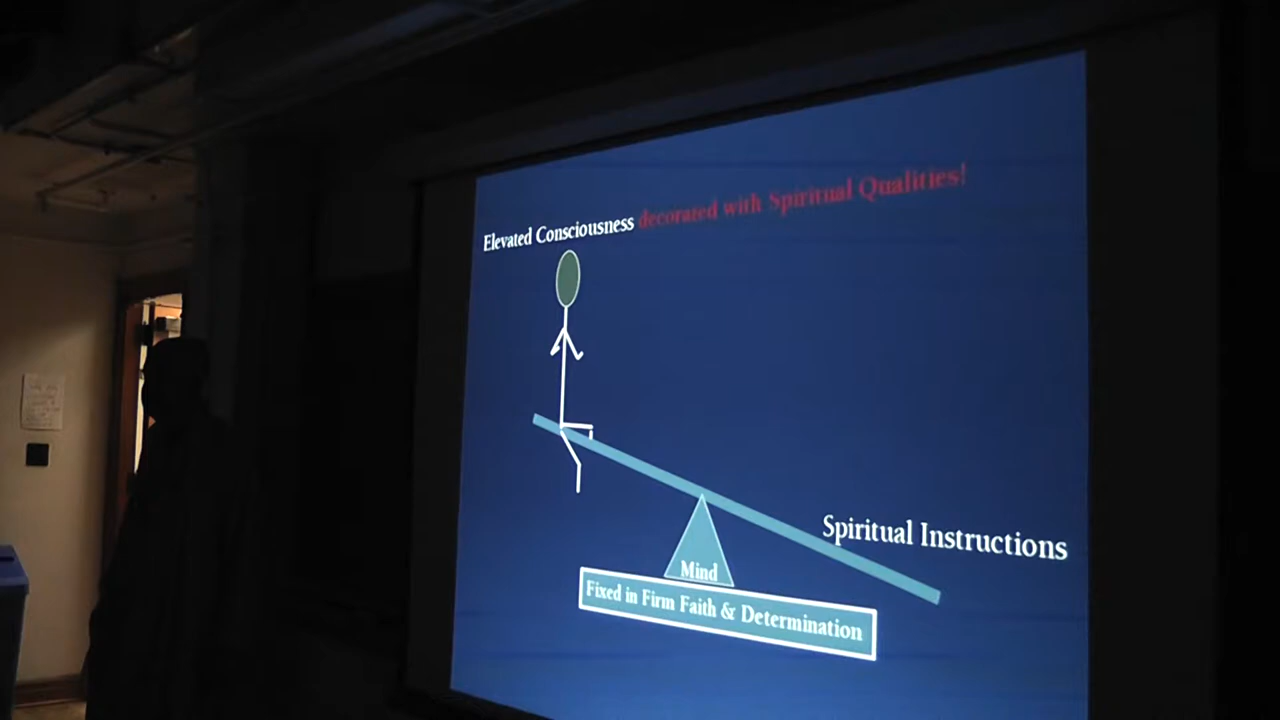 Elevated Consciousness decorated with Spiritual Qualities!
Spiritual Instructions
Mind
Fixed in Firm Faith & Determination